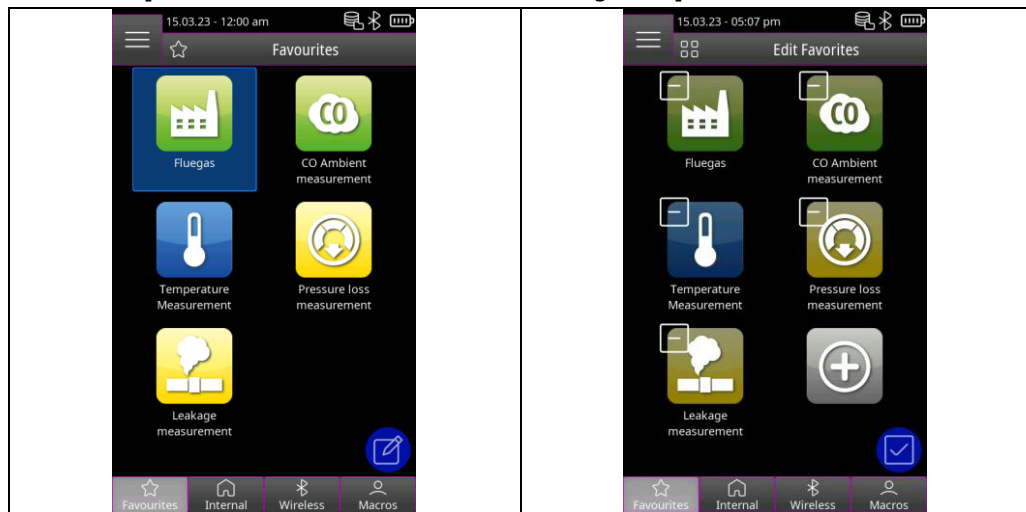 15.03.23 - 12:00 am
Favourites
Fluegas
CO
CO Ambient
measurement
Temperature
Measurement
Pressure loss
measurement
Leakage
measurement
Favourites
Internal
Wireless
Macros
15.03.23 - 05:07 pm
Edit Favorites
Fluegas
CO
CO Ambient
measurement
Temperature
Measurement
Pressure loss
measurement
Leakage
measurement
Favourites
Internal
Wireless
Macros